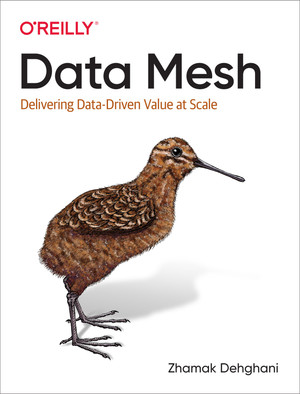 O'REILLY®
Data Mesh
Delivering Data-Driven Value at Scale
Zhamak Dehghani